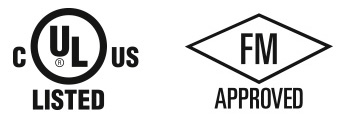 C UL® US
LISTED
FM
APPROVED